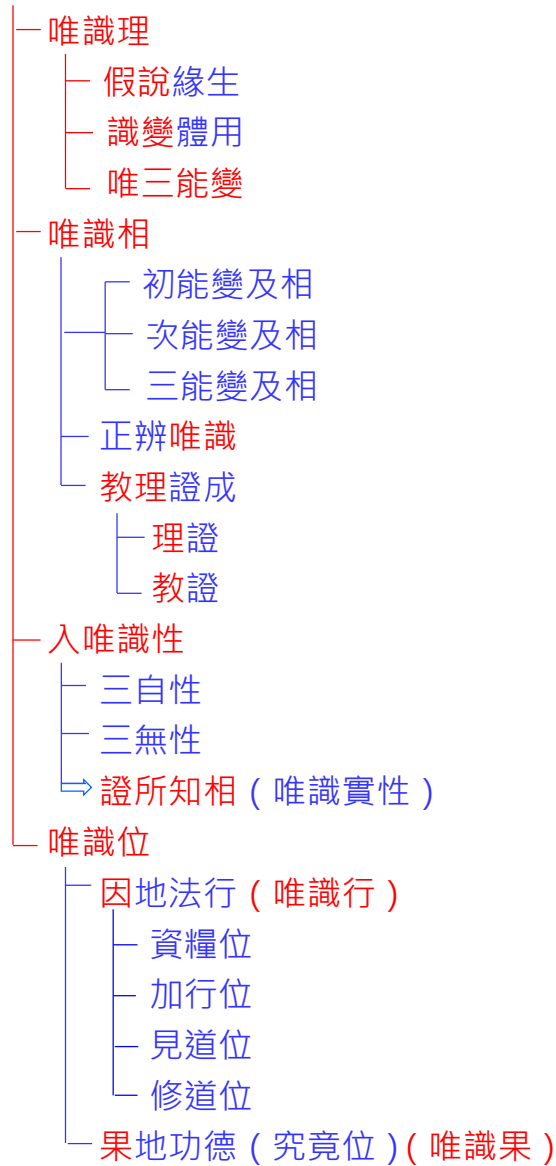 唯識理
假說緣生
識變體用
唯三能變
唯識相
初能變及相
次能變及相
三能變及相
正辨唯識
教理證成
理證
教證
入唯識性
三自性
三無性
證所知相(唯識實性)
唯識位
因地法行(唯識行)
資糧位
加行位
見道位
修道位
果地功德(究竟位)(唯識果)